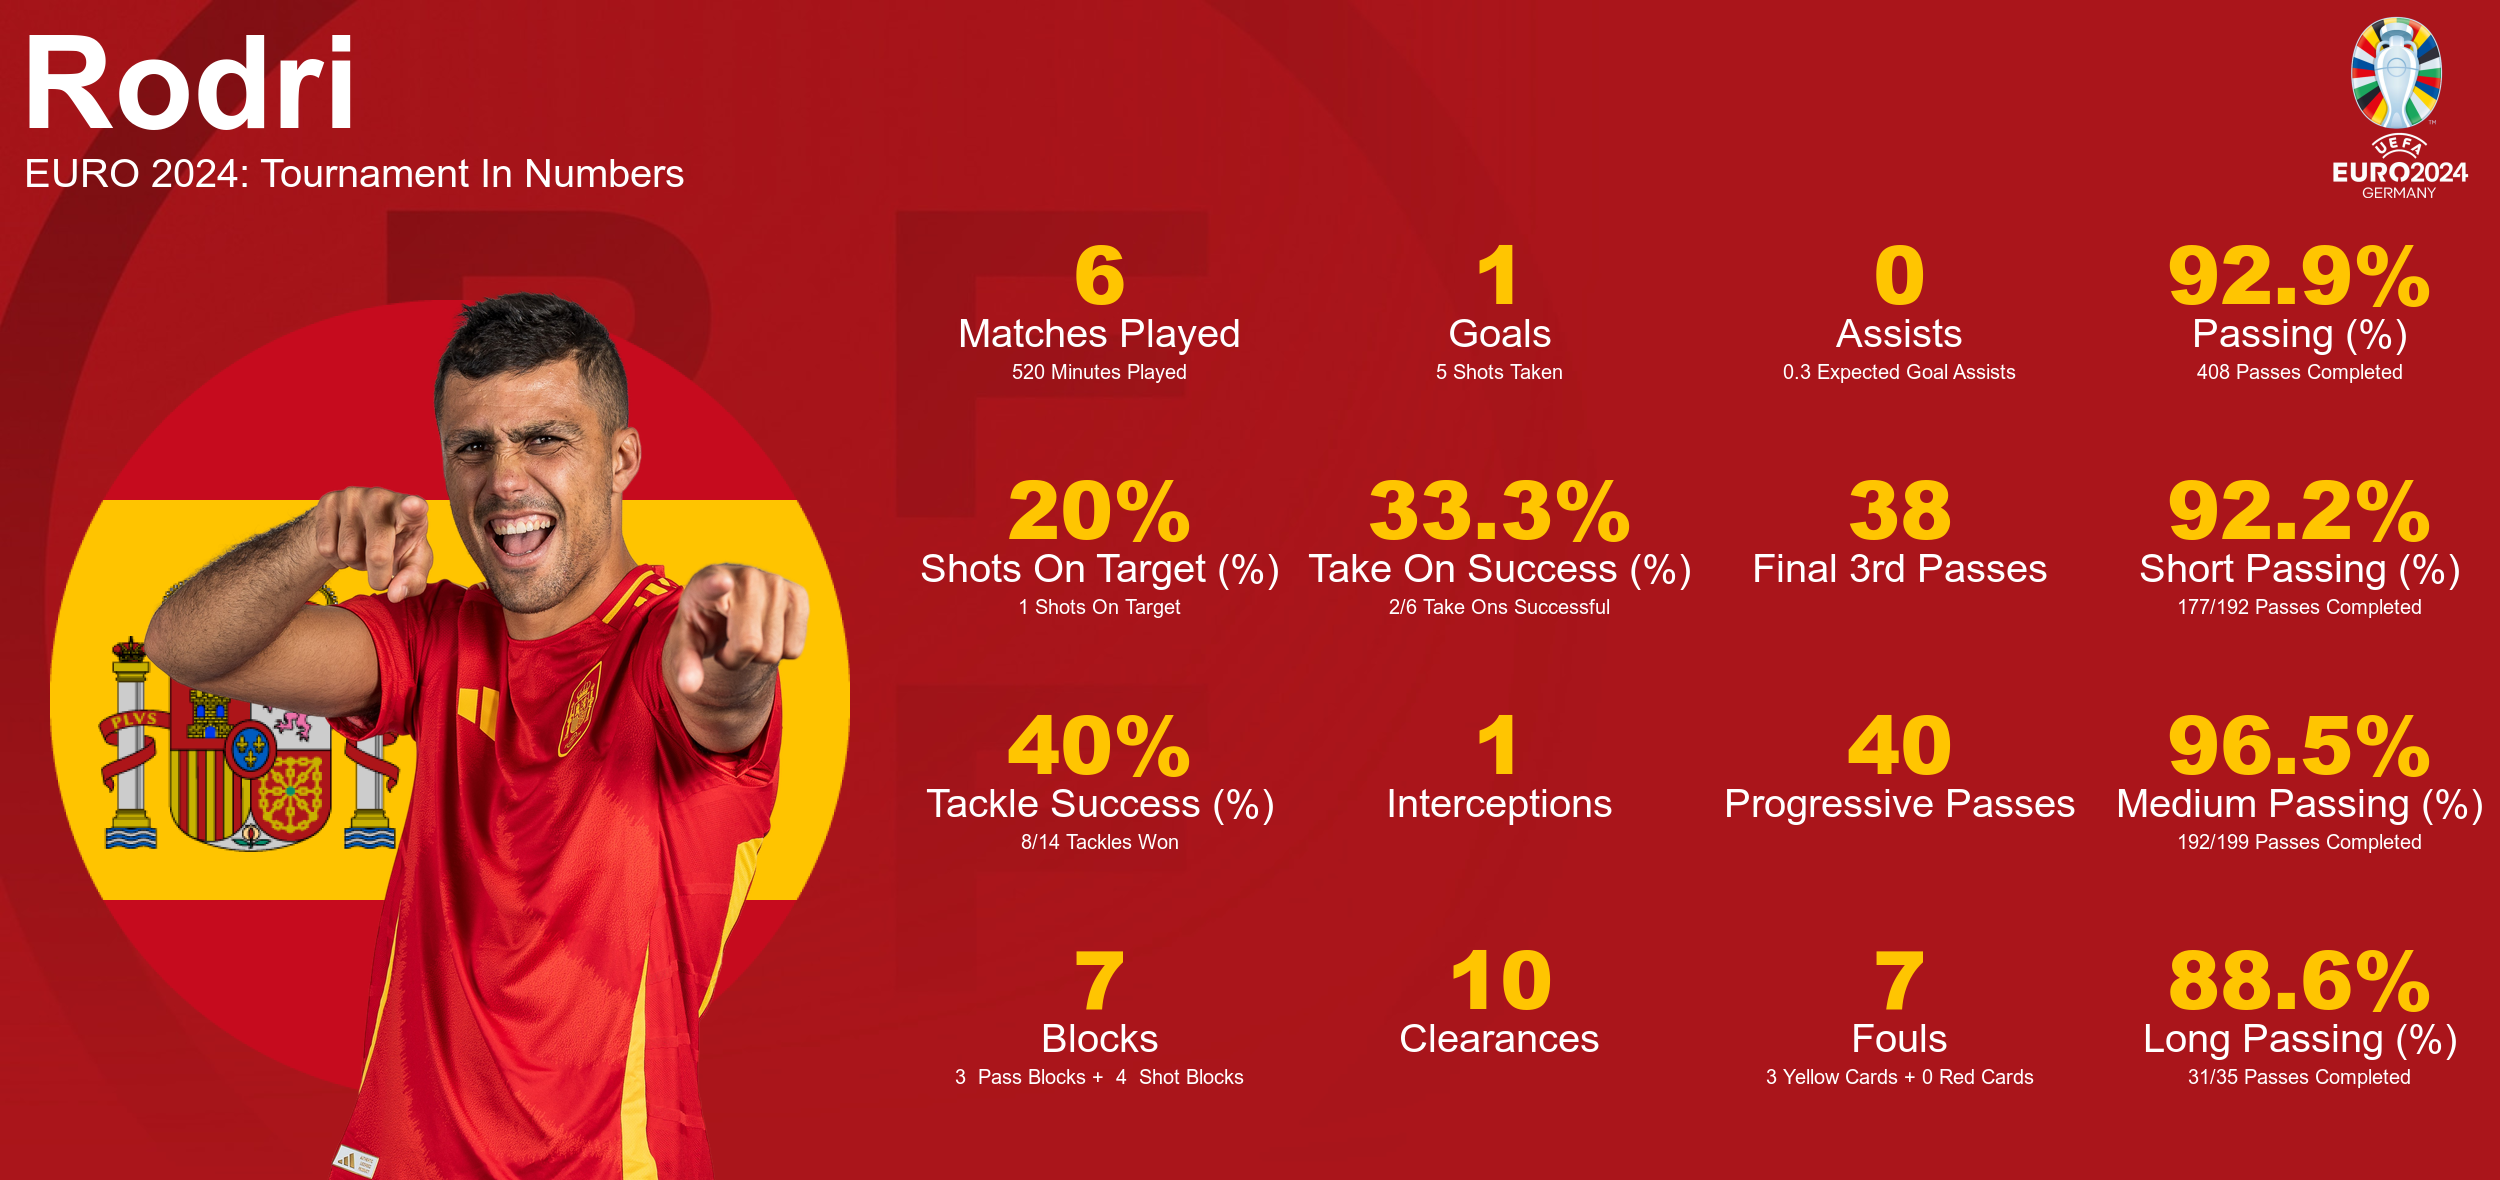 Rodri
EURO 2024: Tournament In Numbers
UEFA
EURO2024
GERMANY
6
Matches Played
520 Minutes Played
1
Goals
5 Shots Taken
0
Assists
0.3 Expected Goal Assists
92.9%
Passing (%)
408 Passes Completed
20%
Shots On Target (%)
1 Shots On Target
33.3%
Take On Success (%)
2/6 Take Ons Successful
38
Final 3rd Passes
92.2%
Short Passing (%)
177/192 Passes Completed
40%
Tackle Success (%)
8/14 Tackles Won
1
Interceptions
40
Progressive Passes
96.5%
Medium Passing (%)
192/199 Passes Completed
7
Blocks
3  Pass Blocks +  4  Shot Blocks
10
Clearances
7
Fouls
3 Yellow Cards + 0 Red Cards
88.6%
Long Passing (%)
31/35 Passes Completed
PLVS